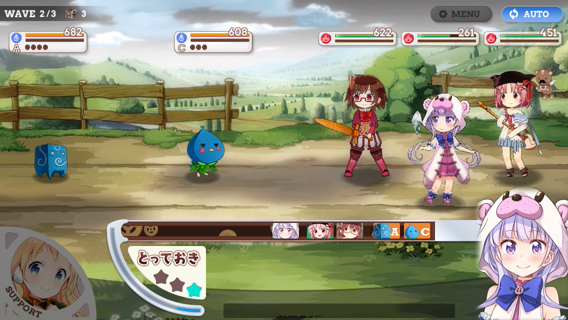 WAVE 2/3 3
MENU
AUTO
682
A
608
C
622
261
451
A
C
とっておき
SUPPORT